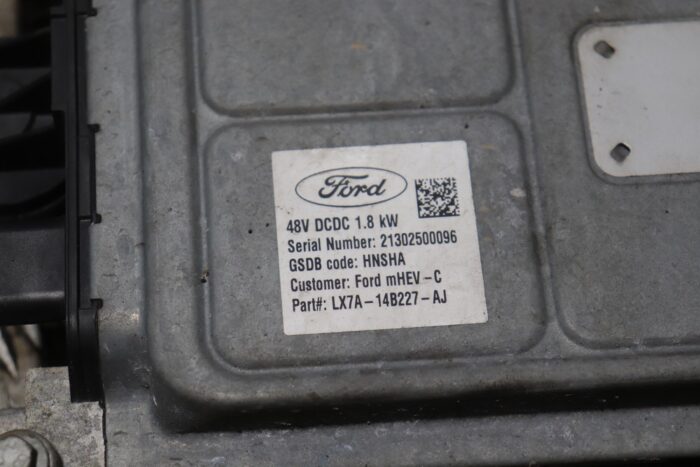 Ford
48V DCDC 1.8 kW
Serial Number: 21302500096
GSDB code: HNSHA
Customer: Ford mHEV-C
Part#: LX7A-14B227-AJ